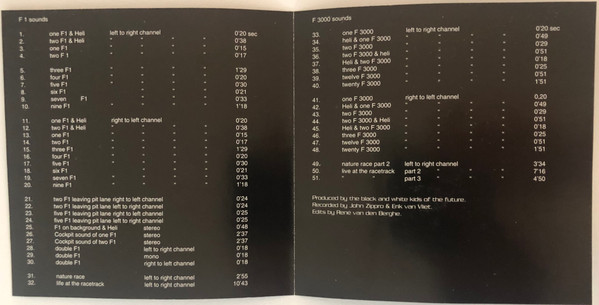 F 1 sounds
1. one F1 & Heli left to right channel 0'20 sec
2. two F1 & Heli " " " " 0'38
3. one F1 " " " " 0'15
4. two F 1 " " " " 0'17
5. three F1 " " " " 1'29
6. four F1 " " " " 0'20
7. five F1 " " " " 0'30
8. six F1 " " " " 0'21
9. seven F1 " " " " 0'33
10. nine F1 " " " " 1'18
11. one F1 & Heli right to left channel 0'20
12. two F1 & Heli " " " " 0'38
13. one F1 " " " " 0'15
14. two F1 " " " " 0'17
15. three F1 " " " " 1'29
16. four F1 " " " " 0'20
17. five F1 " " " " 0'30
18. six F1 " " " " 0'21
19. seven F1 " " " " 0'33
20. nine F1 " " " " 1'18
21. two F1 leaving pit lane right to left channel 0'24
22. two F1 leaving pit lane left to right channel 0'24
23. five F1 leaving pit lane right to left channel 0'25
24. five F1 leaving pit lane left to right channel 0'25
25. F1 on background & Heli stereo 0'48
26. Cockpit sound of one F1 stereo 2'37
27. Cockpit sound of two F1 stereo 2'37
28. double F1 left to right channel 0'18
29. double F1 mono 0'18
30. double F1 right to left channel 0'18
31. nature race left to right channel 2'55
32. life at the racetrack left to right channel 10'43
F 3000 sounds
33. one F 3000 left to right channel 0'20 sec
34. heli & one F 3000 " " " " 0'49
35. two F 3000 " " " " 0'29
36. two F 3000 & heli " " " " 0'51
37. Heli & two F 3000 " " " " 0'18
38. three F 3000 " " " " 0'25
39. twelve F 3000 " " " " 0'51
40. twenty F 3000 " " " " 1'51
41. one F 3000 right to left channel 0,20
42. Heli & one F 3000 " " " " 0'49
43. two F 3000 " " " " 0'29
44. two F 3000 & Heli " " " " 0'51
45. Heli & two F 3000 " " " " 0'18
46. three F 3000 " " " " 0'25
47. twelve F 3000 " " " " 0'51
48. twenty F 3000 " " " " 1'51
49. nature race part 2 left to right channel 3'34
50. live at the racetrack part 2 " " 7'16
51. " " " part 3 " " 4'50
Produced by the black and white kids of the future.
Recorded by John Zippro & Erik van Vliet.
Edits by René van den Berghe.